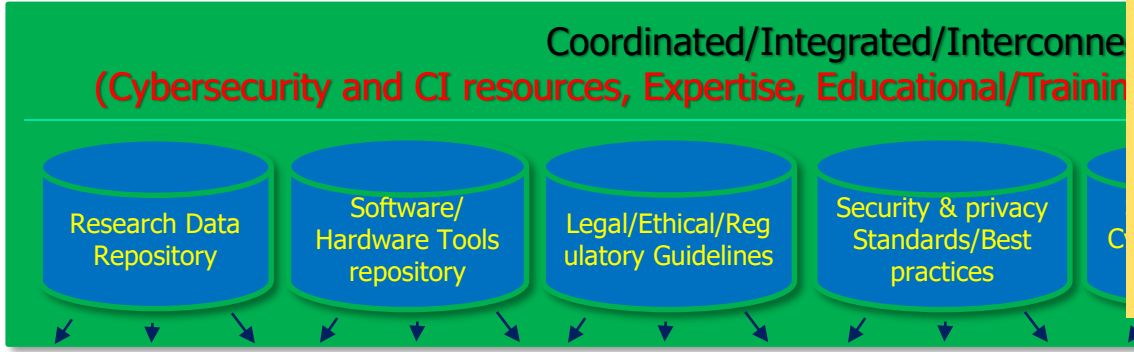 Coordinated/Integrated/Interconne
(Cybersecurity and CI resources, Expertise, Educational/Trainin
Research Data
Repository
Software/
Hardware Tools
repository
Legal/Ethical/Reg
ulatory Guidelines
Security & privacy
Standards/Best
practices